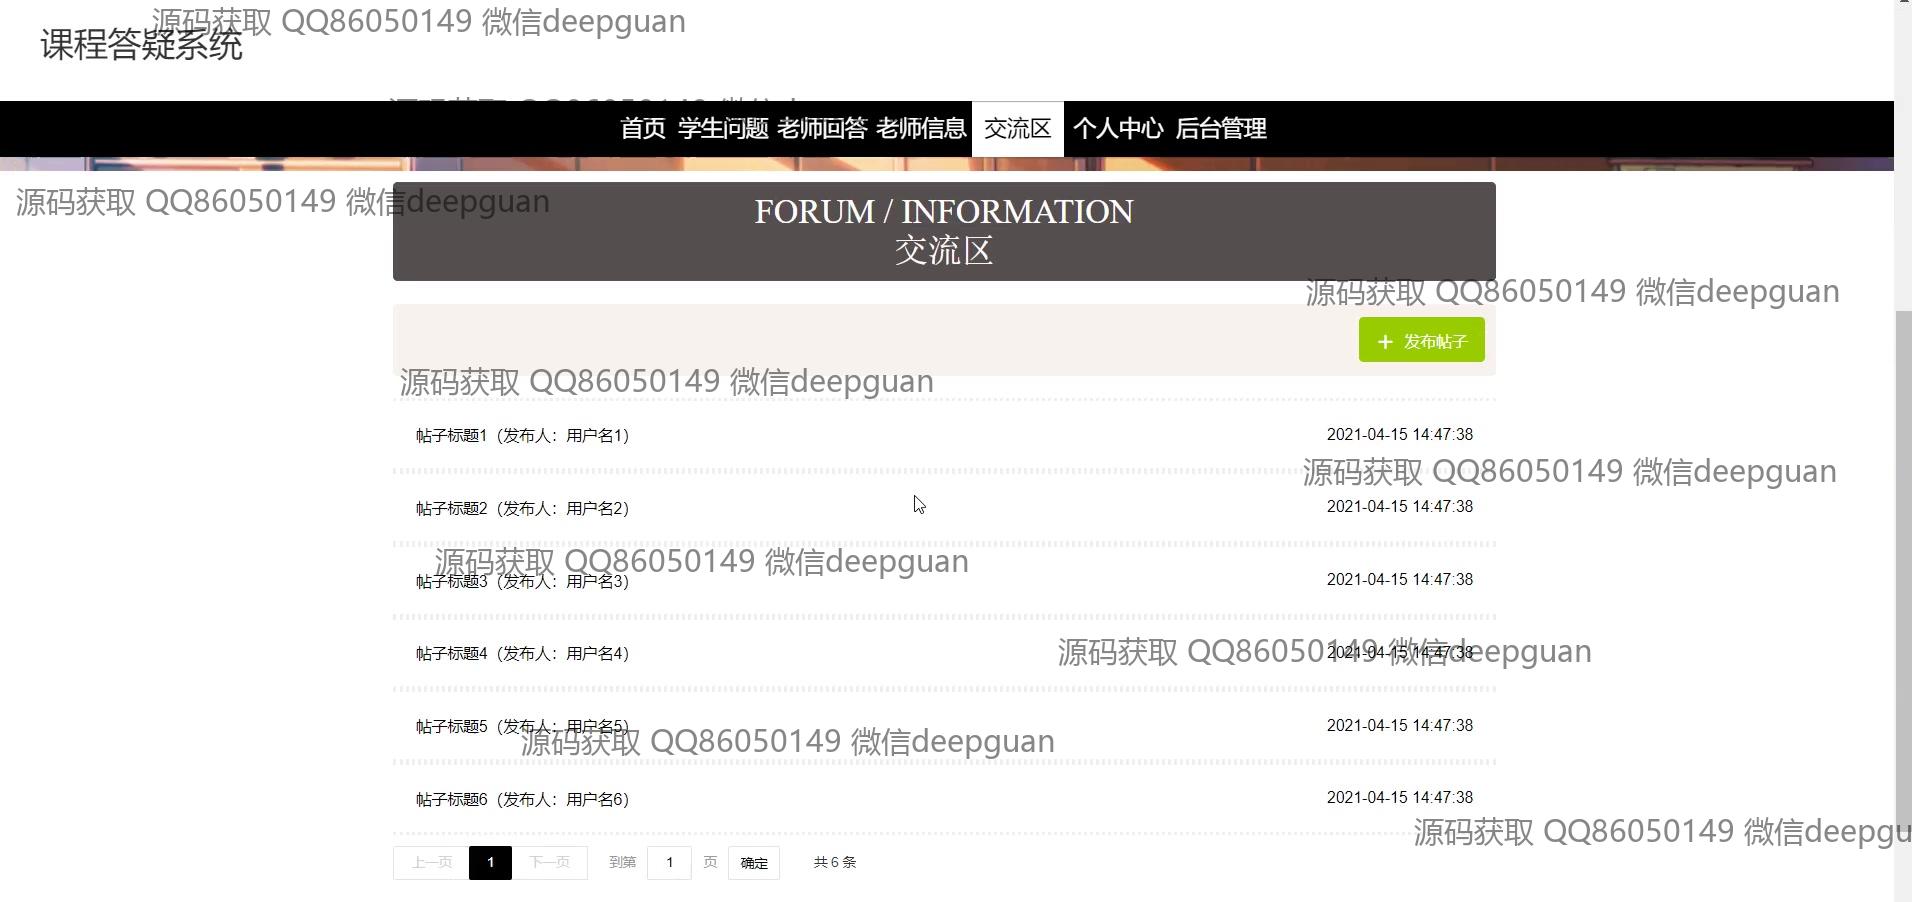 源码获取 QQ86050149 微信deepguan
课程答疑系统
首页 学生问题 老师回答 老师信息 交流区 个人中心 后台管理
源码获取 QQ86050149 微信deepguan
FORUM / INFORMATION
交流区
源码获取 QQ86050149 微信deepguan
+ 发布帖子
源码获取 QQ86050149 微信deepguan
帖子标题1（发布人：用户名1） 2021-04-15 14:47:38
源码获取 QQ86050149 微信deepguan
帖子标题2（发布人：用户名2） 2021-04-15 14:47:38
源码获取 QQ86050149 微信deepguan
帖子标题3（发布人：用户名3） 2021-04-15 14:47:38
源码获取 QQ86050149 微信deepguan
帖子标题4（发布人：用户名4） 2021-04-15 14:47:38
帖子标题5（发布人：用户名5） 2021-04-15 14:47:38
源码获取 QQ86050149 微信deepguan
帖子标题6（发布人：用户名6） 2021-04-15 14:47:38
源码获取 QQ86050149 微信deepgu
上一页 1 下一页 到第 1 页 确定 共 6 条